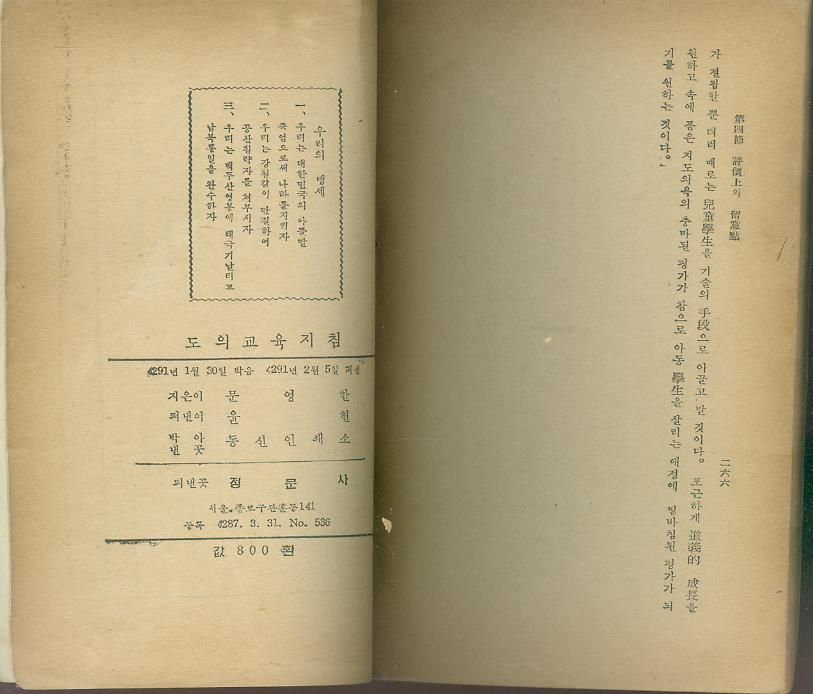 第四節 評價上의 留意點
二六六
가 결핍할 뿐더러 때로는 兒童學生을 기술의 手段으로 이끌고 말 것이다。 포근하게 道義的 成長을
원하고 속에 품은 지도의욕의 충마된 평가가 참으로 아동 學生을 살리는 애정에 밑바침된 평가가 되
기를 원하는 것이다。
우리의 맹세
一、우리는 대한민국의 아들딸
죽엄으로써 나라를지키자
二、우리는 강철같이 단결하여
공산침략자를 쳐부시자
三、우리는 백두산영봉에 태극기날리고
남북통일을 완수하자
도의교육지침
4291년 1월 30일 박음 4291년 2월 5일 펴냄
지은이 문영한
펴낸이 윤헌
박아낸곳 동신인쇄소
펴낸곳 정문사
서울.종로구관훈동141
등록 4287. 3. 31. No. 536
값 800 환